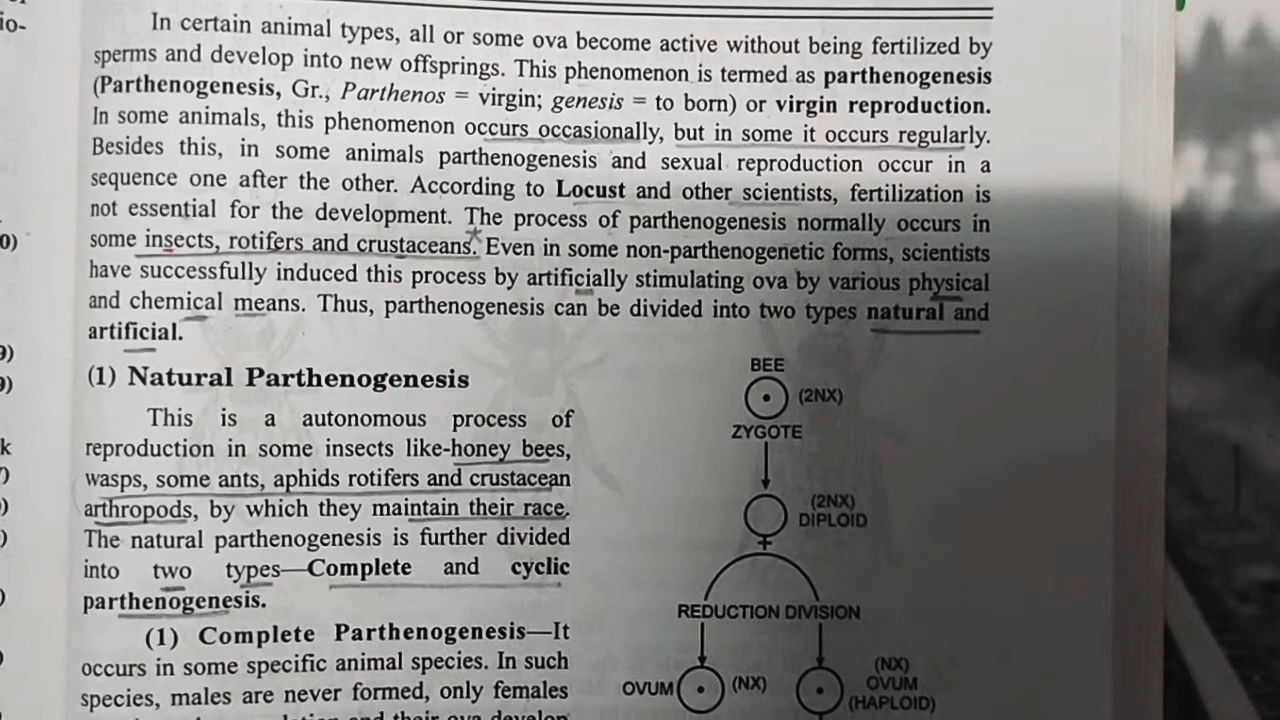 io-
In certain animal types, all or some ova become active without being fertilized by
sperms and develop into new offsprings. This phenomenon is termed as parthenogenesis
(Parthenogenesis, Gr., Parthenos = virgin; genesis = to born) or virgin reproduction.
In some animals, this phenomenon occurs occasionally, but in some it occurs regularly.
Besides this, in some animals parthenogenesis and sexual reproduction occur in a
sequence one after the other. According to Locust and other scientists, fertilization is
not essential for the development. The process of parthenogenesis normally occurs in
some insects, rotifers and crustaceans. Even in some non-parthenogenetic forms, scientists
have successfully induced this process by artificially stimulating ova by various physical
and chemical means. Thus, parthenogenesis can be divided into two types natural and
artificial.
(1) Natural Parthenogenesis
This is a autonomous process of
reproduction in some insects like-honey bees,
wasps, some ants, aphids rotifers and crustacean
arthropods, by which they maintain their race.
The natural parthenogenesis is further divided
into two types—Complete and cyclic
parthenogenesis.
(1) Complete Parthenogenesis—It
occurs in some specific animal species. In such
species, males are never formed, only females
and their ova develop
BEE
(2NX)
ZYGOTE
(2NX)
DIPLOID
REDUCTION DIVISION
OVUM (NX)
(NX)
OVUM
(HAPLOID)
0)
9)
9)
k
)
)
)
)